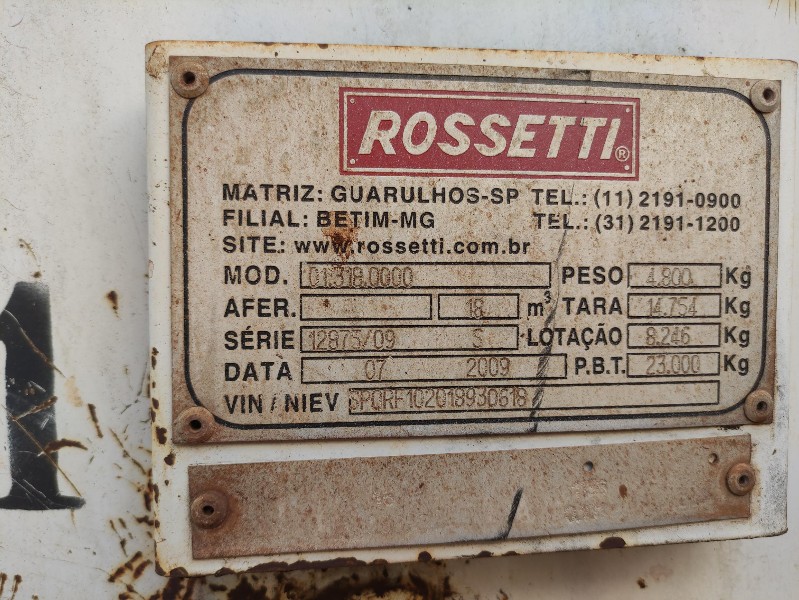 ROSSETTI®
MATRIZ: GUARULHOS-SP TEL.: (11) 2191-0900
FILIAL: BETIM-MG TEL.: (31) 2191-1200
SITE: www.rossetti.com.br
MOD. 01.318.0000 PESO 4.800 Kg
AFER. 18 m³ TARA 14.754 Kg
SÉRIE 12875/09 S LOTAÇÃO 8.246 Kg
DATA 07 2009 P.B.T. 23.000 Kg
VIN / NIEV
1